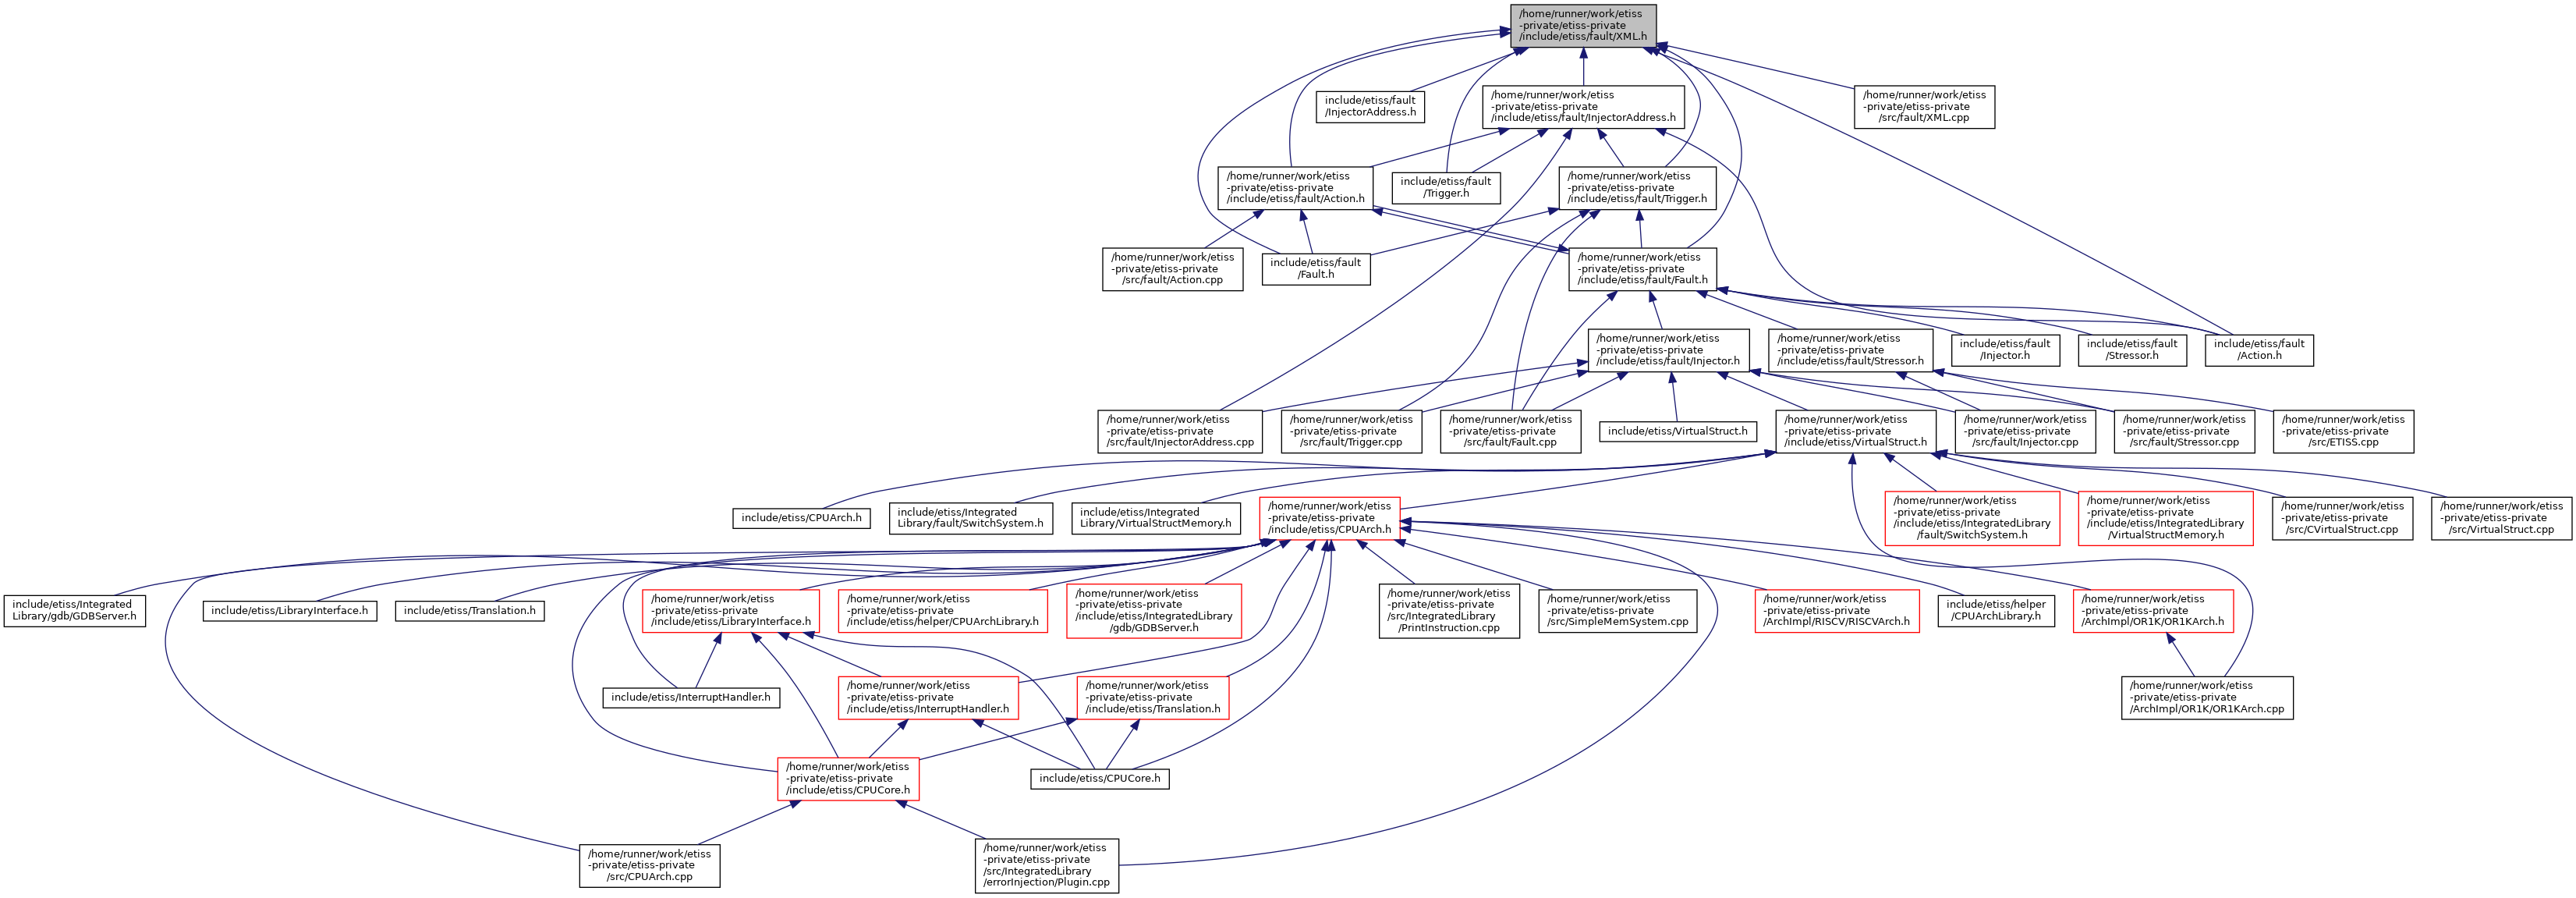 /home/runner/work/etiss
-private/etiss-private
/include/etiss/fault/XML.h
include/etiss/fault
/InjectorAddress.h
/home/runner/work/etiss
-private/etiss-private
/include/etiss/fault/InjectorAddress.h
/home/runner/work/etiss
-private/etiss-private
/src/fault/XML.cpp
/home/runner/work/etiss
-private/etiss-private
/include/etiss/fault/Action.h
include/etiss/fault
/Trigger.h
/home/runner/work/etiss
-private/etiss-private
/include/etiss/fault/Trigger.h
/home/runner/work/etiss
-private/etiss-private
/src/fault/Action.cpp
include/etiss/fault
/Fault.h
/home/runner/work/etiss
-private/etiss-private
/include/etiss/fault/Fault.h
/home/runner/work/etiss
-private/etiss-private
/include/etiss/fault/Injector.h
/home/runner/work/etiss
-private/etiss-private
/include/etiss/fault/Stressor.h
include/etiss/fault
/Injector.h
include/etiss/fault
/Stressor.h
include/etiss/fault
/Action.h
/home/runner/work/etiss
-private/etiss-private
/src/fault/InjectorAddress.cpp
/home/runner/work/etiss
-private/etiss-private
/src/fault/Trigger.cpp
/home/runner/work/etiss
-private/etiss-private
/src/fault/Fault.cpp
include/etiss/VirtualStruct.h
/home/runner/work/etiss
-private/etiss-private
/include/etiss/VirtualStruct.h
/home/runner/work/etiss
-private/etiss-private
/src/fault/Injector.cpp
/home/runner/work/etiss
-private/etiss-private
/src/fault/Stressor.cpp
/home/runner/work/etiss
-private/etiss-private
/src/ETISS.cpp
include/etiss/CPUArch.h
include/etiss/Integrated
Library/fault/SwitchSystem.h
include/etiss/Integrated
Library/VirtualStructMemory.h
/home/runner/work/etiss
-private/etiss-private
/include/etiss/CPUArch.h
/home/runner/work/etiss
-private/etiss-private
/include/etiss/IntegratedLibrary
/fault/SwitchSystem.h
/home/runner/work/etiss
-private/etiss-private
/include/etiss/IntegratedLibrary
/VirtualStructMemory.h
/home/runner/work/etiss
-private/etiss-private
/src/CVirtualStruct.cpp
/home/runner/work/etiss
-private/etiss-private
/src/VirtualStruct.cpp
include/etiss/Integrated
Library/gdb/GDBServer.h
include/etiss/LibraryInterface.h
include/etiss/Translation.h
/home/runner/work/etiss
-private/etiss-private
/include/etiss/LibraryInterface.h
/home/runner/work/etiss
-private/etiss-private
/include/etiss/helper/CPUArchLibrary.h
/home/runner/work/etiss
-private/etiss-private
/include/etiss/IntegratedLibrary
/gdb/GDBServer.h
/home/runner/work/etiss
-private/etiss-private
/src/IntegratedLibrary
/PrintInstruction.cpp
/home/runner/work/etiss
-private/etiss-private
/src/SimpleMemSystem.cpp
/home/runner/work/etiss
-private/etiss-private
/ArchImpl/RISCV/RISCVArch.h
include/etiss/helper
/CPUArchLibrary.h
/home/runner/work/etiss
-private/etiss-private
/ArchImpl/OR1K/OR1KArch.h
include/etiss/InterruptHandler.h
/home/runner/work/etiss
-private/etiss-private
/include/etiss/InterruptHandler.h
/home/runner/work/etiss
-private/etiss-private
/include/etiss/Translation.h
/home/runner/work/etiss
-private/etiss-private
/ArchImpl/OR1K/OR1KArch.cpp
/home/runner/work/etiss
-private/etiss-private
/include/etiss/CPUCore.h
include/etiss/CPUCore.h
/home/runner/work/etiss
-private/etiss-private
/src/CPUArch.cpp
/home/runner/work/etiss
-private/etiss-private
/src/IntegratedLibrary
/errorInjection/Plugin.cpp